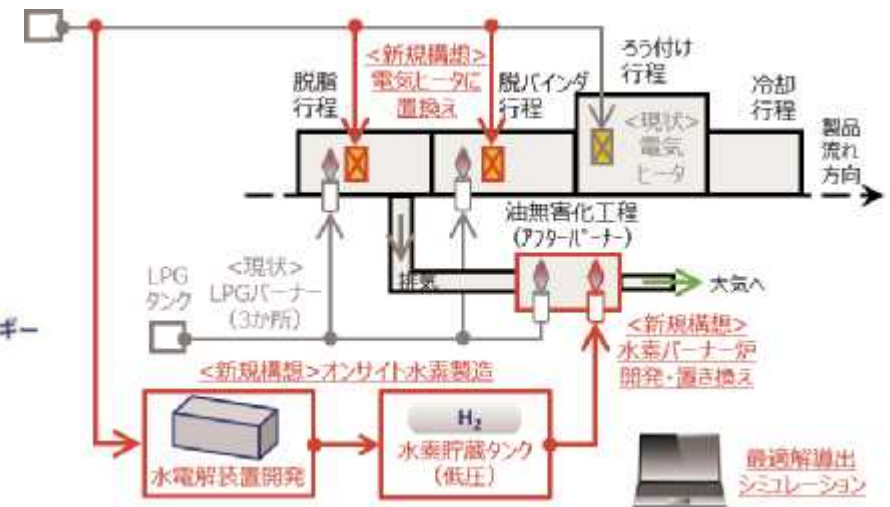 <新規構想>
電気ヒータに
置換え
脱脂
行程
脱バインダ
行程
ろう付け
行程
<現状>
電気
ヒータ
冷却
行程
製品
流れ
方向
油無害化工程
(アフターバーナー)
排気
大気へ
LPG
タンク
<現状>
LPGバーナー
(3か所)
<新規構想>
水素バーナー炉
開発・置き換え
ギー
<新規構想>オンサイト水素製造
水電解装置開発
H₂
水素貯蔵タンク
(低圧)
最適解導出
シミュレーション